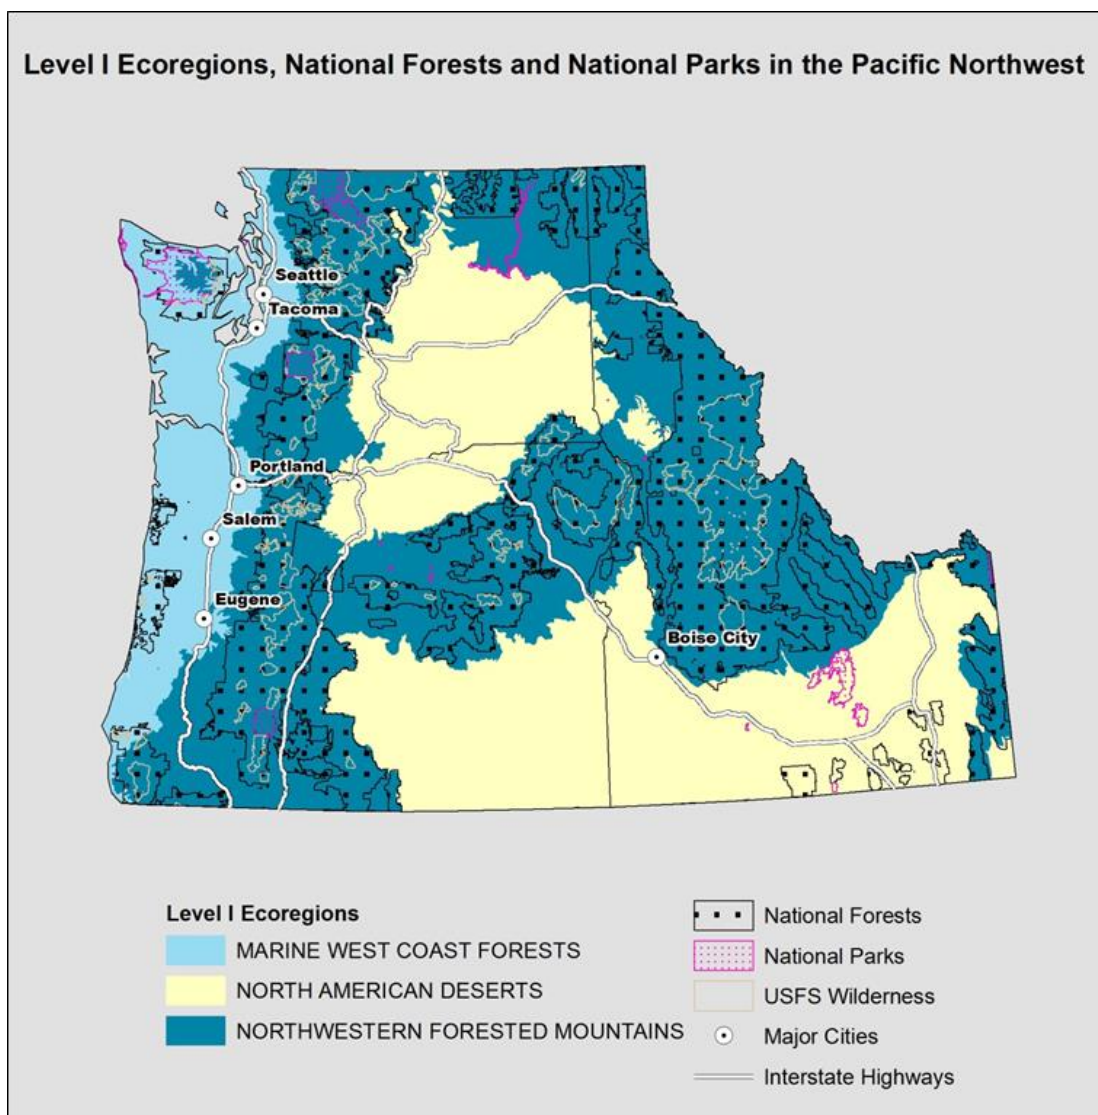 Level I Ecoregions, National Forests and National Parks in the Pacific Northwest
Seattle
Tacoma
Portland
Salem
Eugene
Boise City
Level I Ecoregions
MARINE WEST COAST FORESTS
NORTH AMERICAN DESERTS
NORTHWESTERN FORESTED MOUNTAINS
National Forests
National Parks
USFS Wilderness
Major Cities
Interstate Highways